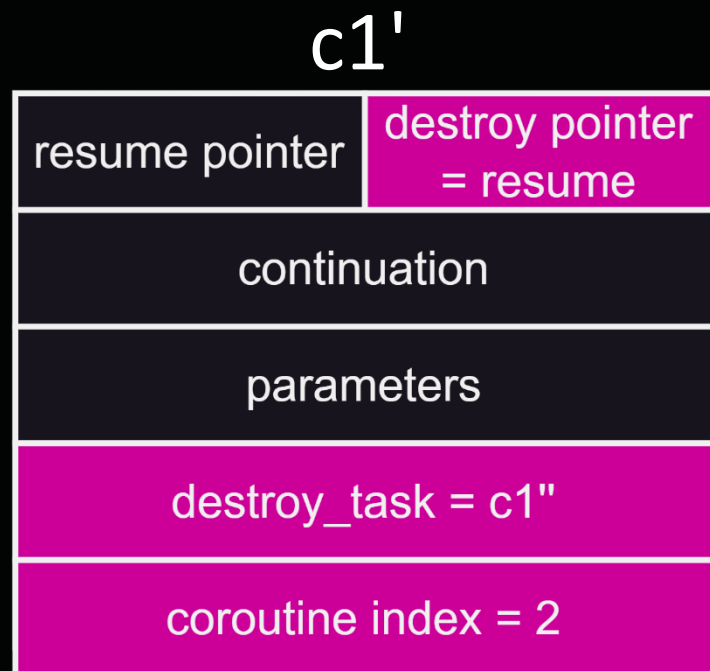 c1'
resume pointer
destroy pointer
= resume
continuation
parameters
destroy_task = c1"
coroutine index = 2